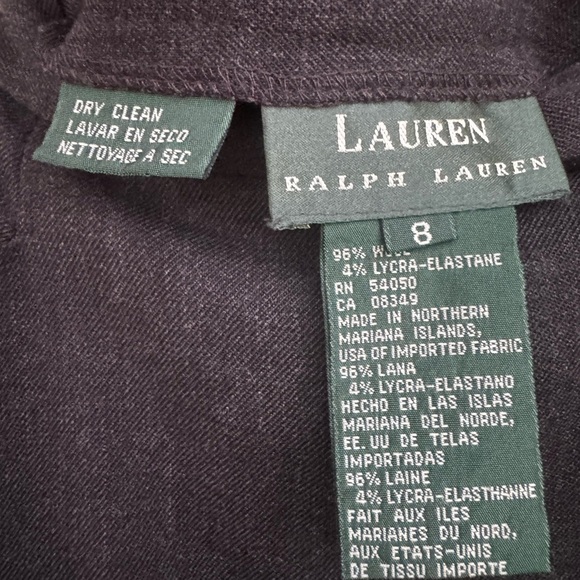 DRY CLEAN
LAVAR EN SECO
NETTOYAGE A SEC
LAUREN
RALPH LAUREN
8
96% WOOL
4% LYCRA-ELASTANE
RN 54050
CA 08349
MADE IN NORTHERN
MARIANA ISLANDS,
USA OF IMPORTED FABRIC
96% LANA
4% LYCRA-ELASTANO
HECHO EN LAS ISLAS
MARIANA DEL NORDE,
EE. UU DE TELAS
IMPORTADAS
96% LAINE
4% LYCRA-ELASTHANNE
FAIT AUX ILES
MARIANES DU NORD,
AUX ETATS-UNIS
DE TISSU IMPORTE